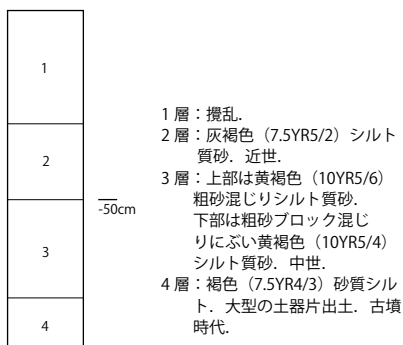 1
2
-50cm
3
4
1 層：攪乱.
2 層：灰褐色（7.5YR5/2）シルト
質砂．近世.
3 層：上部は黄褐色（10YR5/6）
粗砂混じりシルト質砂.
下部は粗砂ブロック混じ
りにぶい黄褐色（10YR5/4）
シルト質砂．中世.
4 層：褐色（7.5YR4/3）砂質シル
ト．大型の土器片出土．古墳
時代.